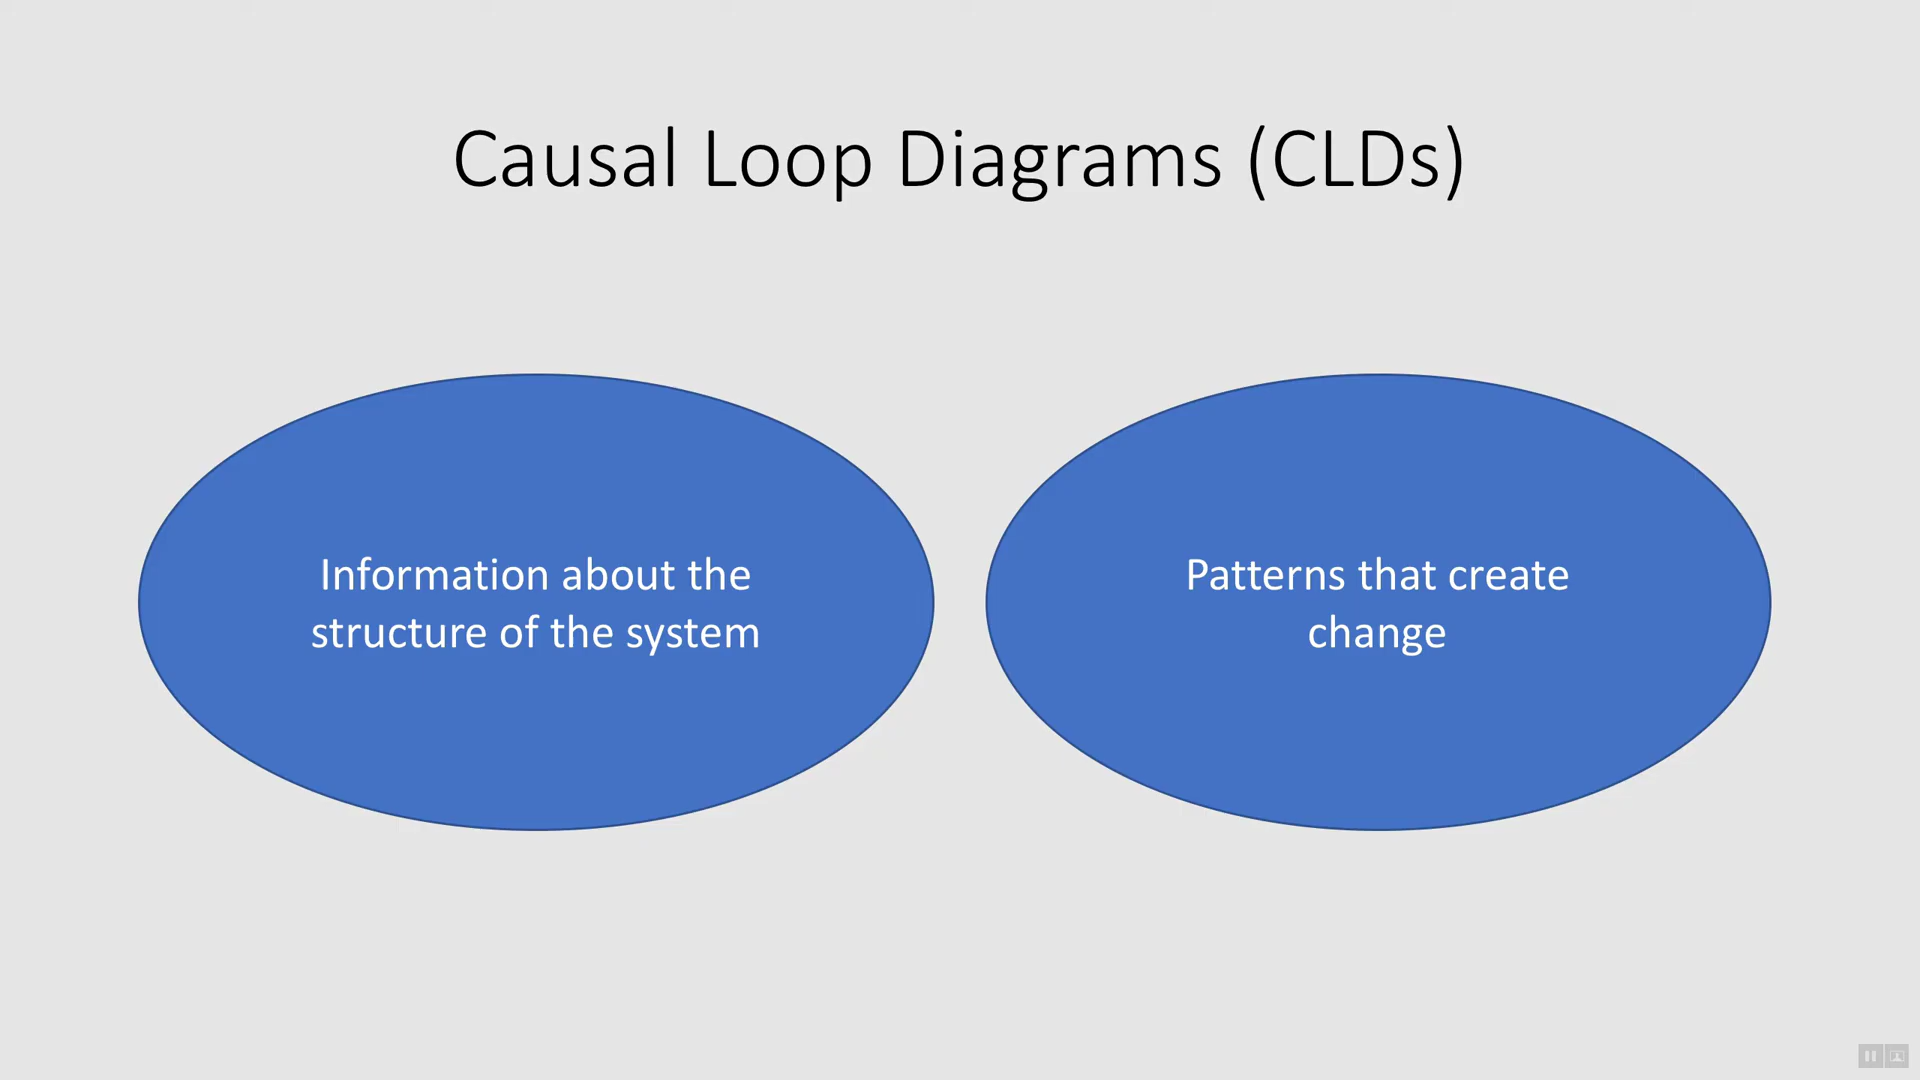 Causal Loop Diagrams (CLDs)
Information about the
structure of the system
Patterns that create
change